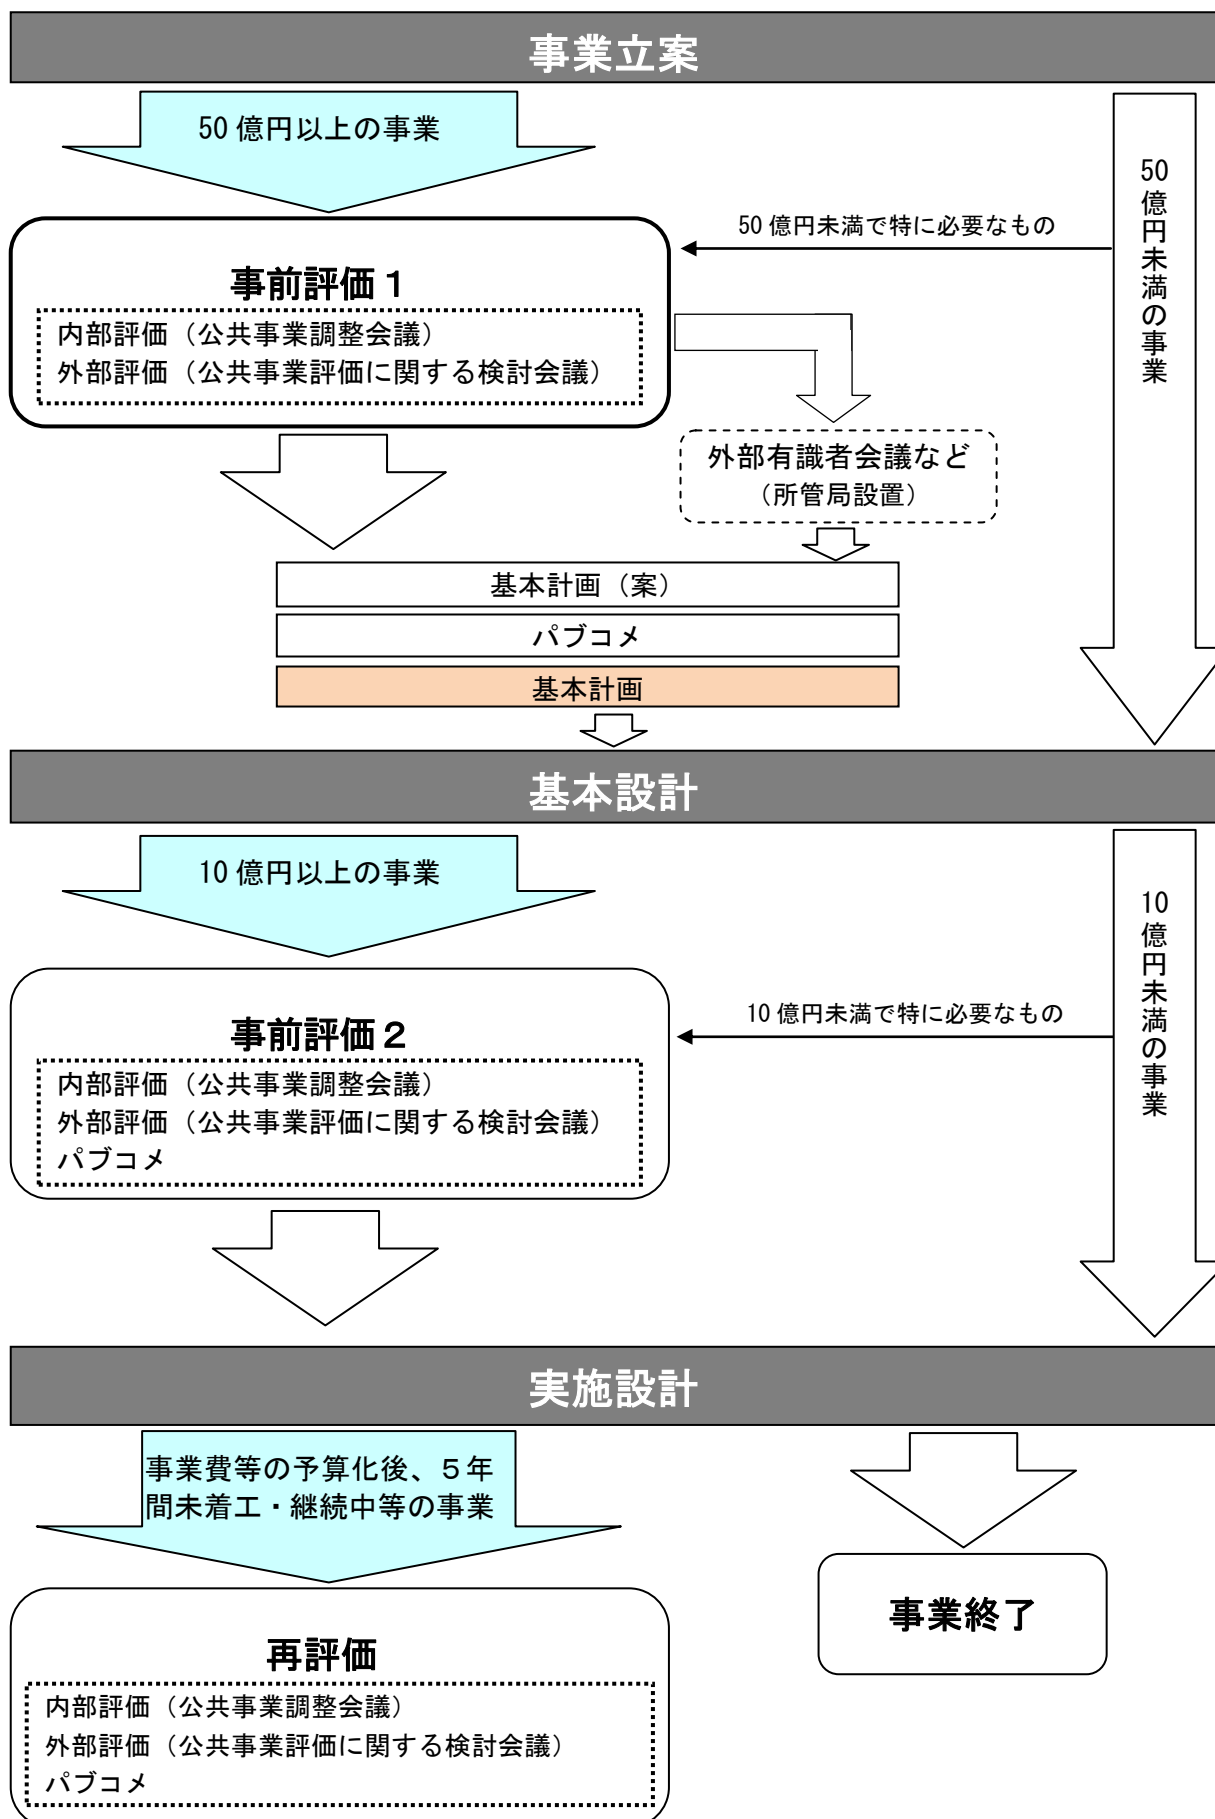 事業立案
50 億円以上の事業
50億円未満の事業
50 億円未満で特に必要なもの
事前評価１
内部評価（公共事業調整会議）
外部評価（公共事業評価に関する検討会議）
外部有識者会議など
（所管局設置）
基本計画（案）
パブコメ
基本計画
基本設計
10 億円以上の事業
10億円未満の事業
10 億円未満で特に必要なもの
事前評価２
内部評価（公共事業調整会議）
外部評価（公共事業評価に関する検討会議）
パブコメ
実施設計
事業費等の予算化後、５年
間未着工・継続中等の事業
事業終了
再評価
内部評価（公共事業調整会議）
外部評価（公共事業評価に関する検討会議）
パブコメ